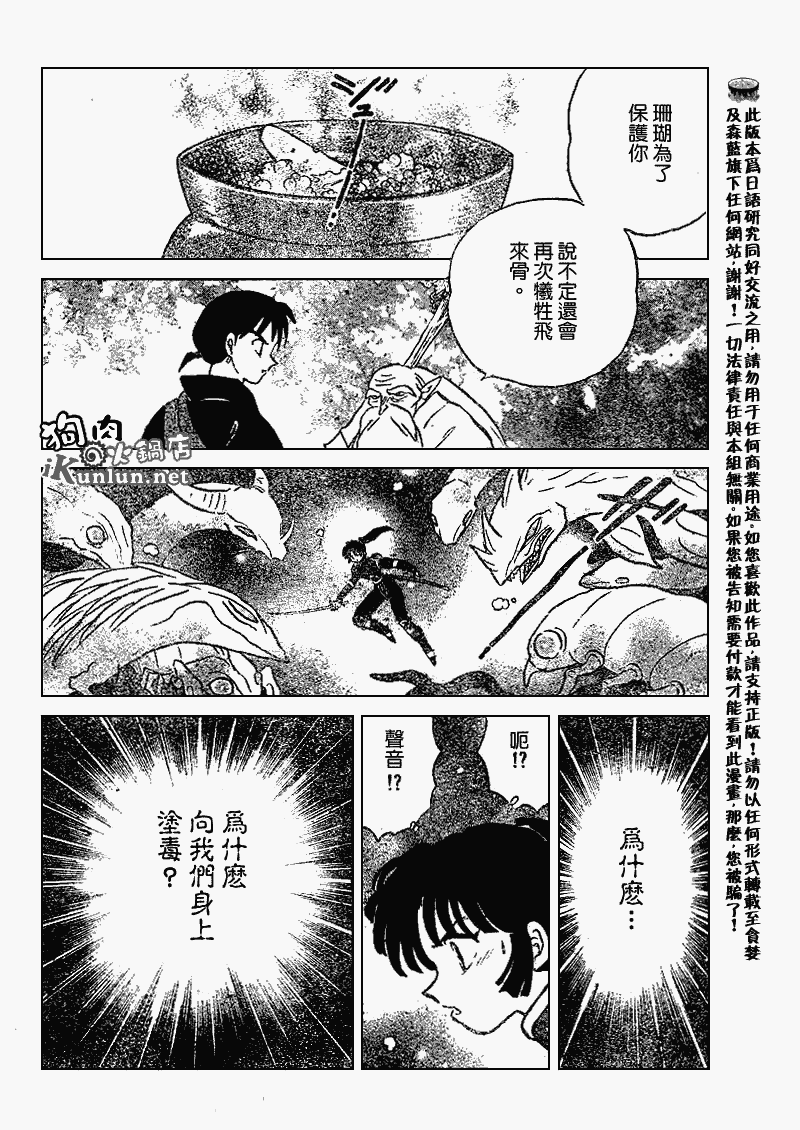 珊瑚為了
保護你
說不定還會
再次犧牲飛
來骨。
ュ
狗肉
火鍋店
iKunlun.net
為什麼…
呃!?
聲音!?
為什麼
向我們身上
塗毒？
此版本為日語研究同好交流之用，請勿用于任何商業用途。如您喜歡此作品，請支持正版！請勿以任何形式轉載至貪婪
及森藍旗下任何網站，謝謝！一切法律責任與本組無關。如果您被告知需要付款才能看到此漫畫，那麼，您被騙了！